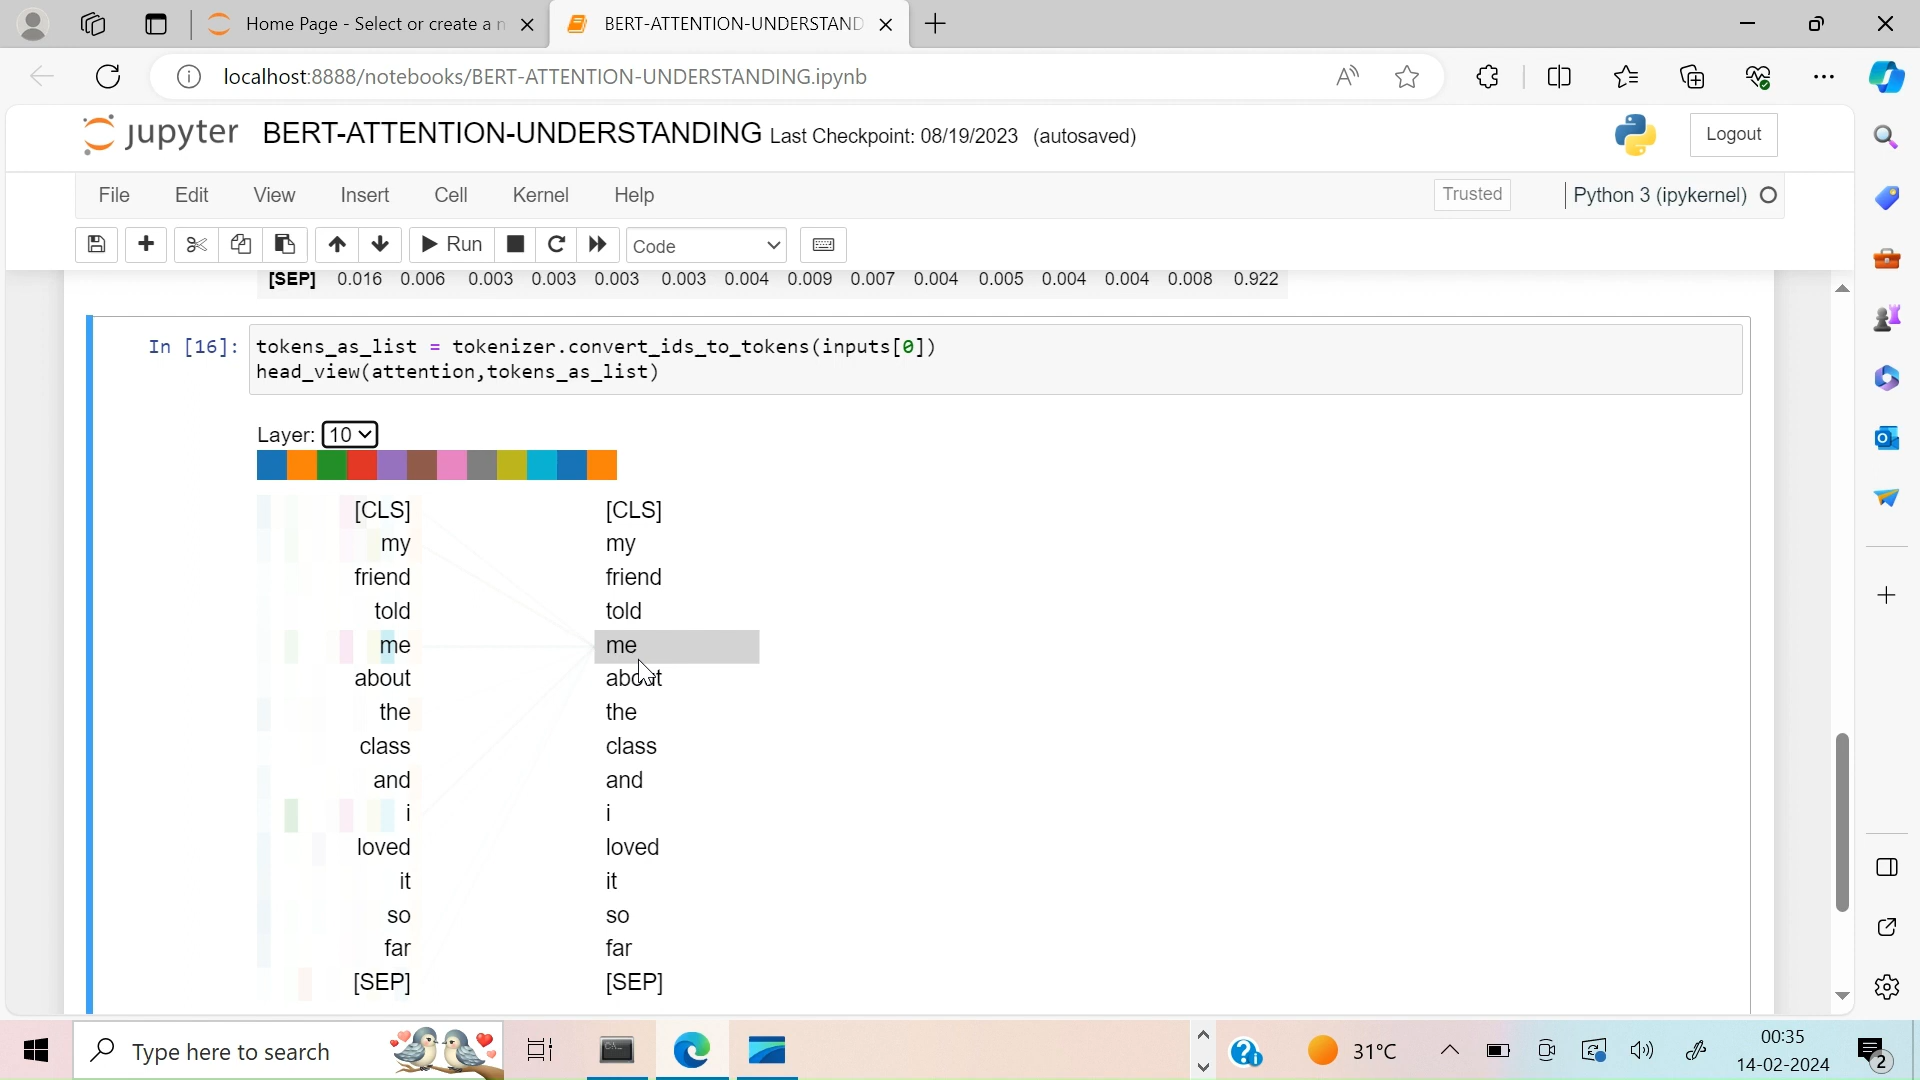 Home Page - Select or create a n
BERT-ATTENTION-UNDERSTAND
localhost:8888/notebooks/BERT-ATTENTION-UNDERSTANDING.ipynb
jupyter BERT-ATTENTION-UNDERSTANDING Last Checkpoint: 08/19/2023 (autosaved)
Logout
File Edit View Insert Cell Kernel Help
Trusted
Python 3 (ipykernel)
Run
Code
[SEP] 0.016 0.006 0.003 0.003 0.003 0.003 0.004 0.009 0.007 0.004 0.005 0.004 0.004 0.008 0.922
In [16]: tokens_as_list = tokenizer.convert_ids_to_tokens(inputs[0])
head_view(attention,tokens_as_list)
Layer: 10
[CLS] [CLS]
my my
friend friend
told told
me me
about about
the the
class class
and and
i i
loved loved
it it
so so
far far
[SEP] [SEP]
Type here to search
31°C
00:35
14-02-2024
2